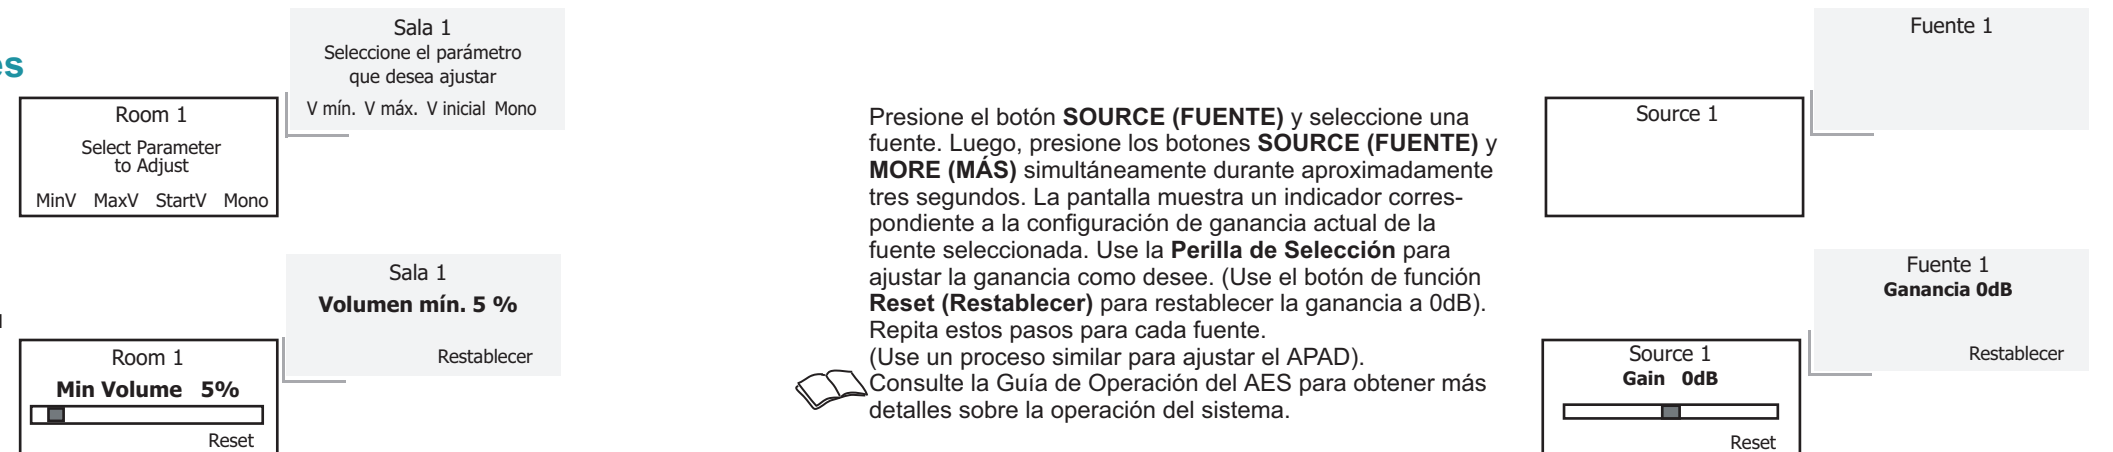 es
Sala 1
Seleccione el parámetro
que desea ajustar
V mín. V máx. V inicial Mono
Room 1
Select Parameter
to Adjust
MinV MaxV StartV Mono
Sala 1
Volumen mín. 5 %
Restablecer
Room 1
Min Volume 5%
Reset
Presione el botón SOURCE (FUENTE) y seleccione una
fuente. Luego, presione los botones SOURCE (FUENTE) y
MORE (MÁS) simultáneamente durante aproximadamente
tres segundos. La pantalla muestra un indicador corres-
pondiente a la configuración de ganancia actual de la
fuente seleccionada. Use la Perilla de Selección para
ajustar la ganancia como desee. (Use el botón de función
Reset (Restablecer) para restablecer la ganancia a 0dB).
Repita estos pasos para cada fuente.
(Use un proceso similar para ajustar el APAD).
Consulte la Guía de Operación del AES para obtener más
detalles sobre la operación del sistema.
Fuente 1
Source 1
Fuente 1
Ganancia 0dB
Restablecer
Source 1
Gain 0dB
Reset